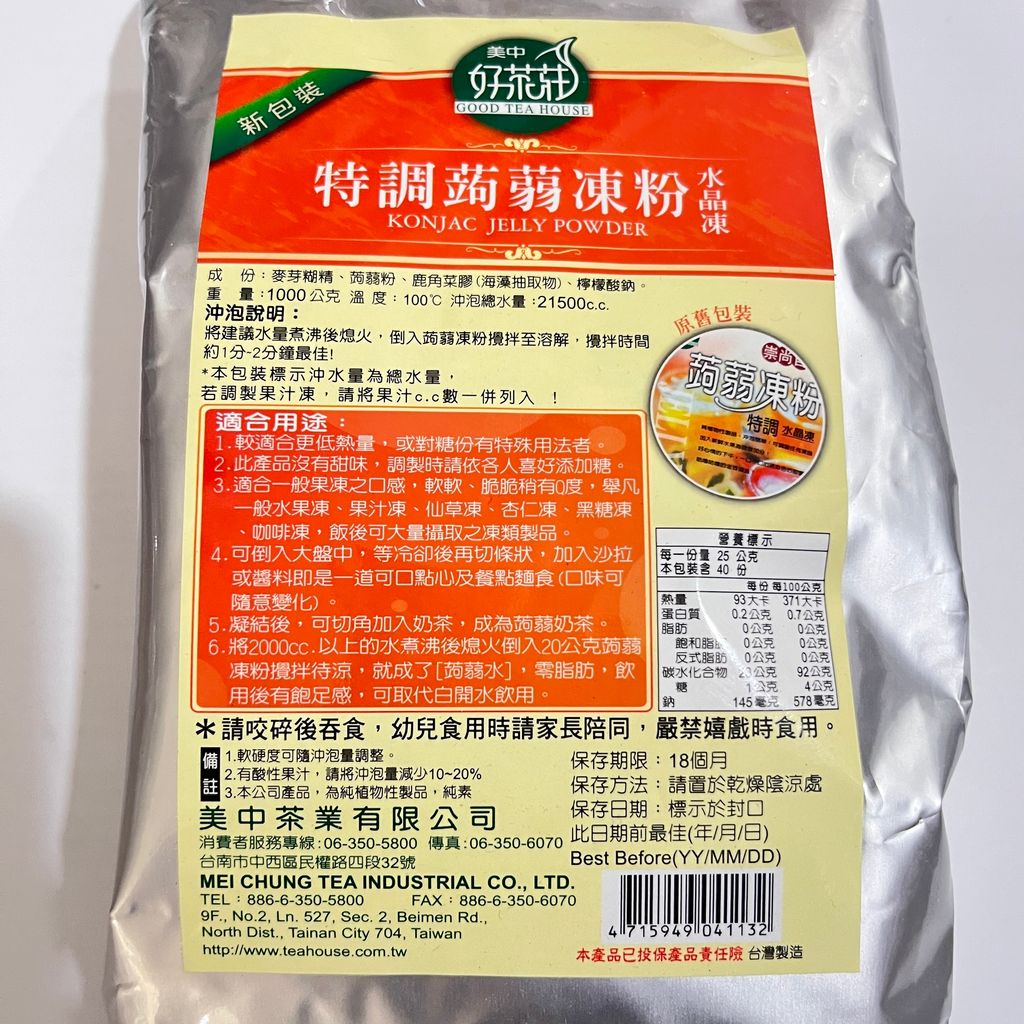 美中
好茶莊
GOOD TEA HOUSE
新包裝
特調蒟蒻凍粉
水晶凍
KONJAC JELLY POWDER
成　份：麥芽糊精、蒟蒻粉、鹿角菜膠(海藻抽取物)、檸檬酸鈉。
重　量：1000公克 溫 度：100℃ 沖泡總水量：21500c.c.
沖泡說明：
將建議水量煮沸後熄火，倒入蒟蒻凍粉攪拌至溶解，攪拌時間
約1分~2分鐘最佳!
*本包裝標示沖水量為總水量，
若調製果汁凍，請將果汁c.c數一併列入 ！
原舊包裝
崇尚
蒟蒻凍粉
特調 水晶凍
適合用途：
1.較適合更低熱量，或對糖份有特殊用法者。
2.此產品沒有甜味，調製時請依各人喜好添加糖。
3.適合一般果凍之口感，軟軟、脆脆稍有Q度，舉凡
一般水果凍、果汁凍、仙草凍、杏仁凍、黑糖凍
、咖啡凍，飯後可大量攝取之凍類製品。
4.可倒入大盤中，等冷卻後再切條狀，加入沙拉
或醬料即是一道可口點心及餐點麵食(口味可
隨意變化)。
5.凝結後，可切角加入奶茶，成為蒟蒻奶茶。
6.將2000cc.以上的水煮沸後熄火倒入20公克蒟蒻
凍粉攪拌待涼，就成了[蒟蒻水]，零脂肪，飲
用後有飽足感，可取代白開水飲用。
營養標示
每一份量 25 公克
本包裝含 40 份
每份 每100公克
熱量 93大卡 371大卡
蛋白質 0.2公克 0.7公克
脂肪 0公克 0公克
飽和脂肪 0公克 0公克
反式脂肪 0公克 0公克
碳水化合物 23公克 92公克
糖 1公克 4公克
鈉 145毫克 578毫克
＊請咬碎後吞食，幼兒食用時請家長陪同，嚴禁嬉戲時食用。
備註
1.軟硬度可隨沖泡量調整。
2.有酸性果汁，請將沖泡量減少10~20%
3.本公司產品，為純植物性製品，純素
保存期限：18個月
保存方法：請置於乾燥陰涼處
保存日期：標示於封口
此日期前最佳(年/月/日)
Best Before(YY/MM/DD)
美中茶業有限公司
消費者服務專線:06-350-5800 傳真:06-350-6070
台南市中西區民權路四段32號
MEI CHUNG TEA INDUSTRIAL CO., LTD.
TEL：886-6-350-5800 FAX：886-6-350-6070
9F., No.2, Ln. 527, Sec. 2, Beimen Rd.,
North Dist., Tainan City 704, Taiwan
http://www.teahouse.com.tw
4 715949 041132
本產品已投保產品責任險 台灣製造